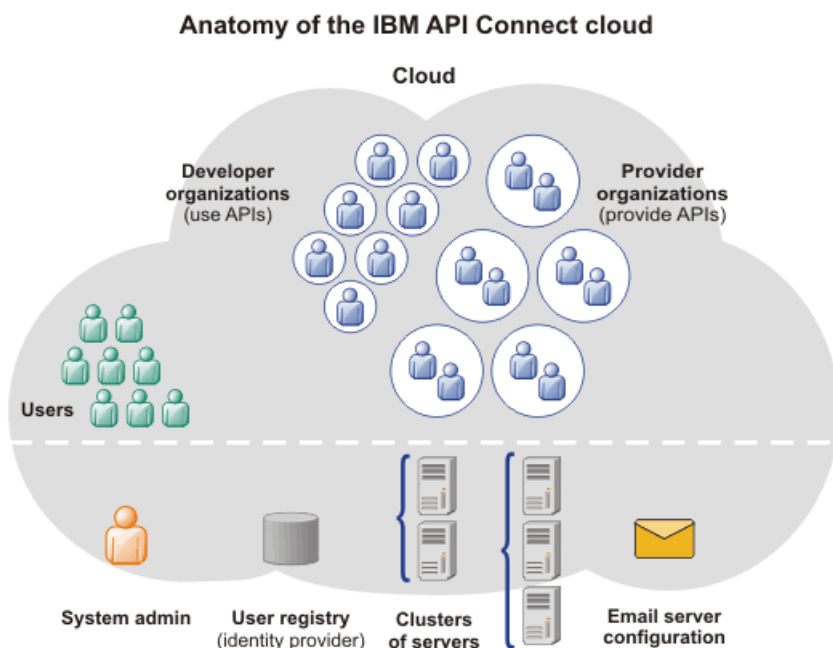 Anatomy of the IBM API Connect cloud
Cloud
Developer
organizations
(use APIs)
Provider
organizations
(provide APIs)
Users
System admin
User registry
(identity provider)
Clusters
of servers
Email server
configuration